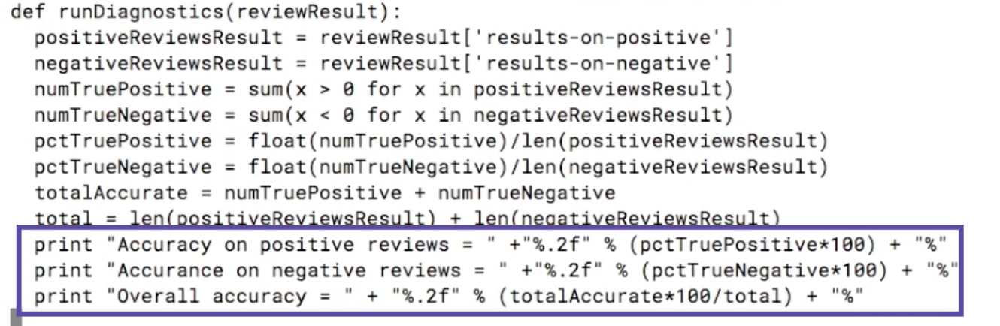 def runDiagnostics(reviewResult):
positiveReviewsResult = reviewResult['results-on-positive']
negativeReviewsResult = reviewResult['results-on-negative']
numTruePositive = sum(x > 0 for x in positiveReviewsResult)
numTrueNegative = sum(x < 0 for x in negativeReviewsResult)
pctTruePositive = float(numTruePositive)/len(positiveReviewsResult)
pctTrueNegative = float(numTrueNegative)/len(negativeReviewsResult)
totalAccurate = numTruePositive + numTrueNegative
total = len(positiveReviewsResult) + len(negativeReviewsResult)
print "Accuracy on positive reviews = " +"%.2f" % (pctTruePositive*100) + "%"
print "Accurance on negative reviews = " +"%.2f" % (pctTrueNegative*100) + "%"
print "Overall accuracy = " + "%.2f" % (totalAccurate*100/total) + "%"